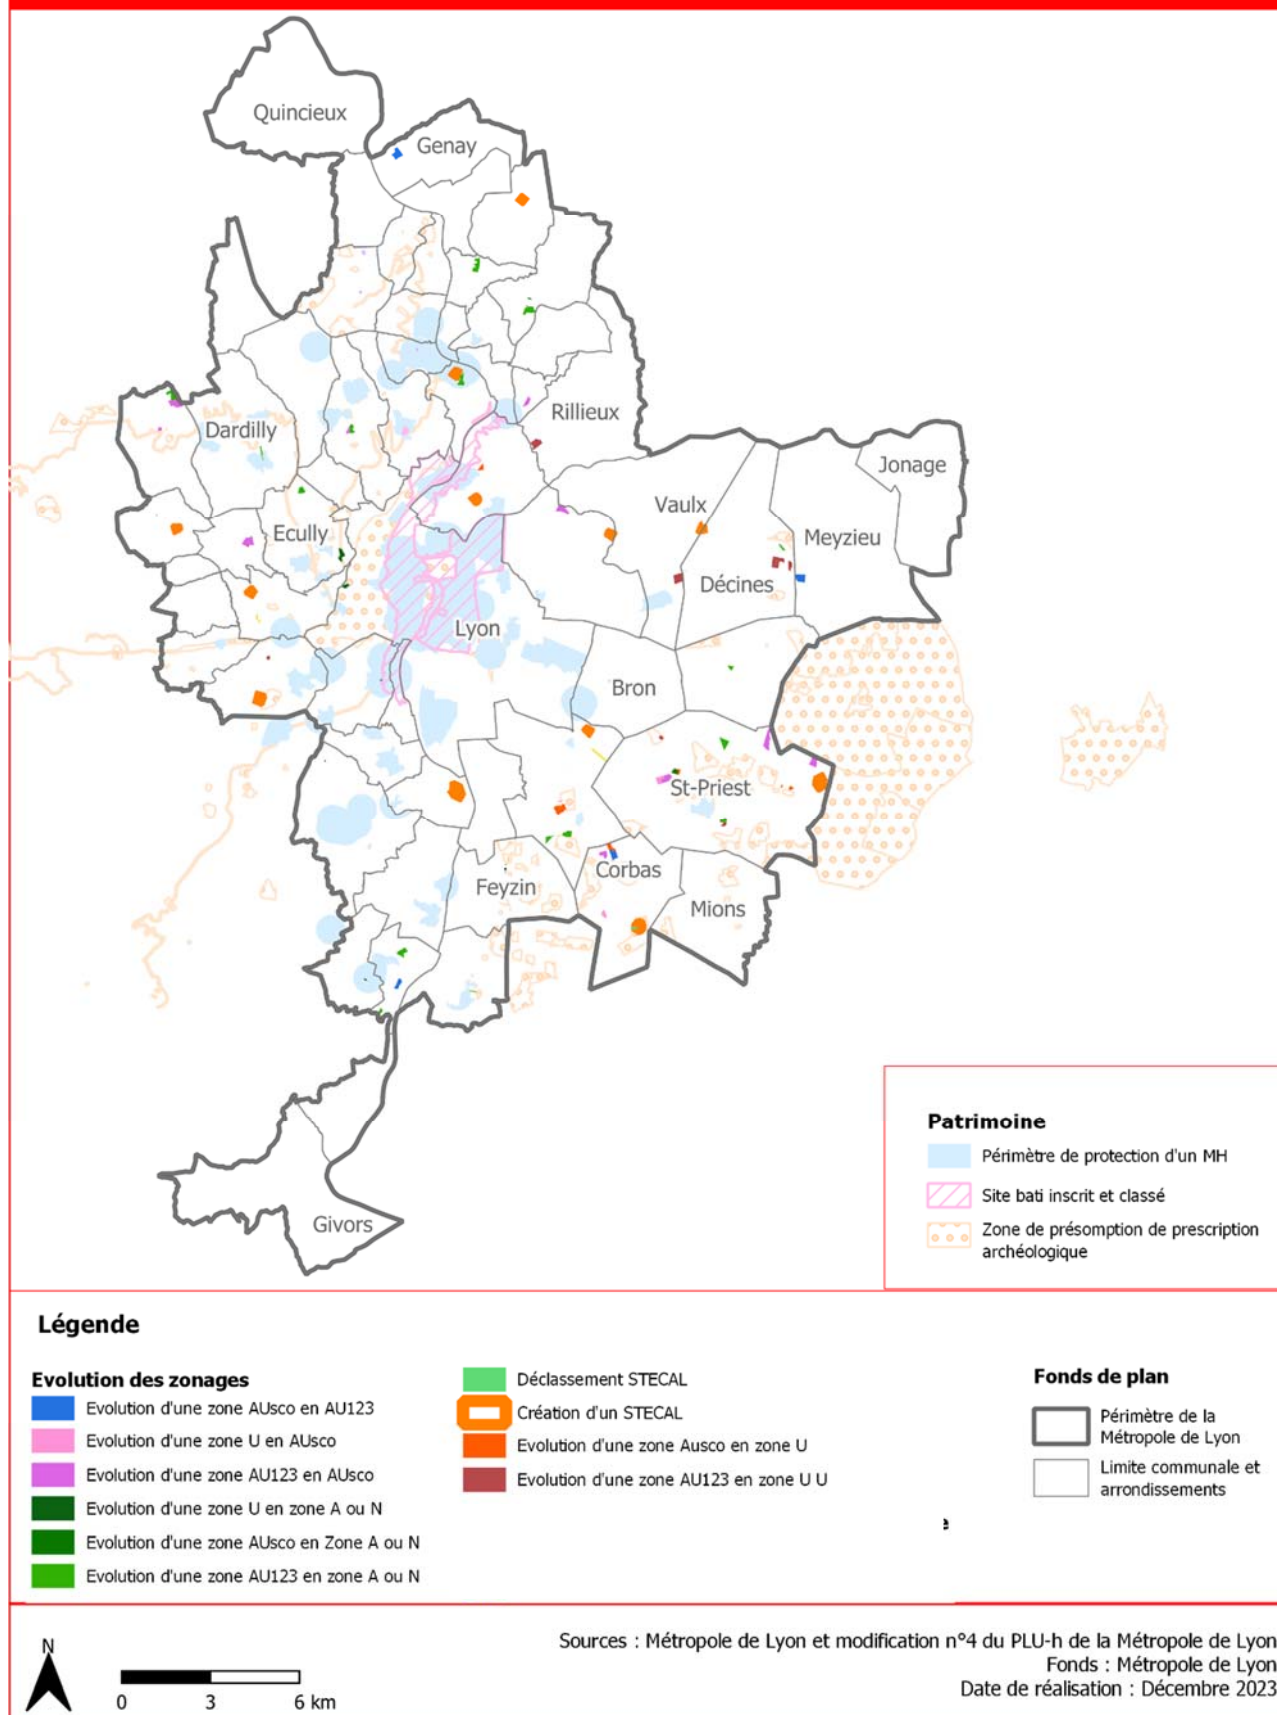 Quincieux
Genay
Rillieux
Dardilly
Jonage
Vaulx
Ecully
Meyzieu
Décines
Lyon
Bron
St-Priest
Corbas
Feyzin
Mions
Givors
Patrimoine
Périmètre de protection d'un MH
Site bati inscrit et classé
Zone de présomption de prescription
archéologique
Légende
Evolution des zonages
Evolution d'une zone AUsco en AU123
Evolution d'une zone U en AUsco
Evolution d'une zone AU123 en AUsco
Evolution d'une zone U en zone A ou N
Evolution d'une zone AUsco en Zone A ou N
Evolution d'une zone AU123 en zone A ou N
Déclassement STECAL
Création d'un STECAL
Evolution d'une zone Ausco en zone U
Evolution d'une zone AU123 en zone U U
Fonds de plan
Périmètre de la
Métropole de Lyon
Limite communale et
arrondissements
e
N
0 3 6 km
Sources : Métropole de Lyon et modification n°4 du PLU-h de la Métropole de Lyon
Fonds : Métropole de Lyon
Date de réalisation : Décembre 2023